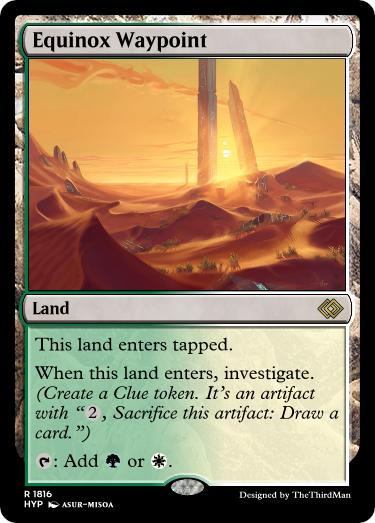 Equinox Waypoint
Land
This land enters tapped.
When this land enters, investigate.
(Create a Clue token. It's an artifact
with “2, Sacrifice this artifact: Draw a
card.”)
: Add or .
R 1816
HYP ASUR-MISOA
Designed by TheThirdMan